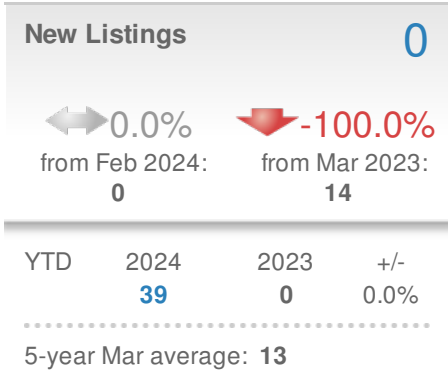 New Listings 0
0.0% -100.0%
from Feb 2024: from Mar 2023:
0 14
YTD 2024 2023 +/-
39 0 0.0%
5-year Mar average: 13